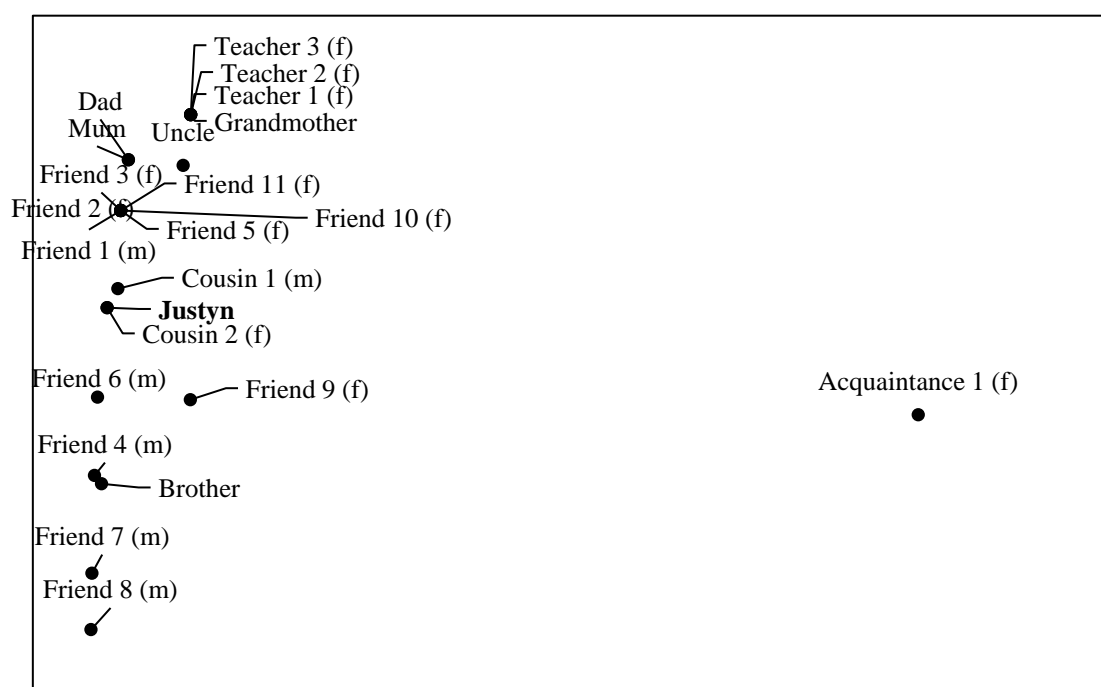 Teacher 3 (f)
Teacher 2 (f)
Teacher 1 (f)
Grandmother
Dad
Mum
Uncle
Friend 3 (f)
Friend 11 (f)
Friend 2 (f)
Friend 10 (f)
Friend 5 (f)
Friend 1 (m)
Cousin 1 (m)
Justyn
Cousin 2 (f)
Friend 6 (m)
Friend 9 (f)
Acquaintance 1 (f)
Friend 4 (m)
Brother
Friend 7 (m)
Friend 8 (m)